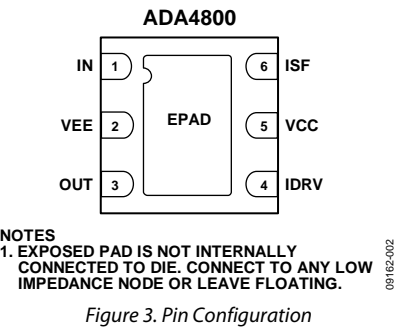 ADA4800
IN 1
6 ISF
VEE 2
EPAD
5 VCC
OUT 3
4 IDRV
NOTES
1. EXPOSED PAD IS NOT INTERNALLY
CONNECTED TO DIE. CONNECT TO ANY LOW
IMPEDANCE NODE OR LEAVE FLOATING.
09162-002
Figure 3. Pin Configuration